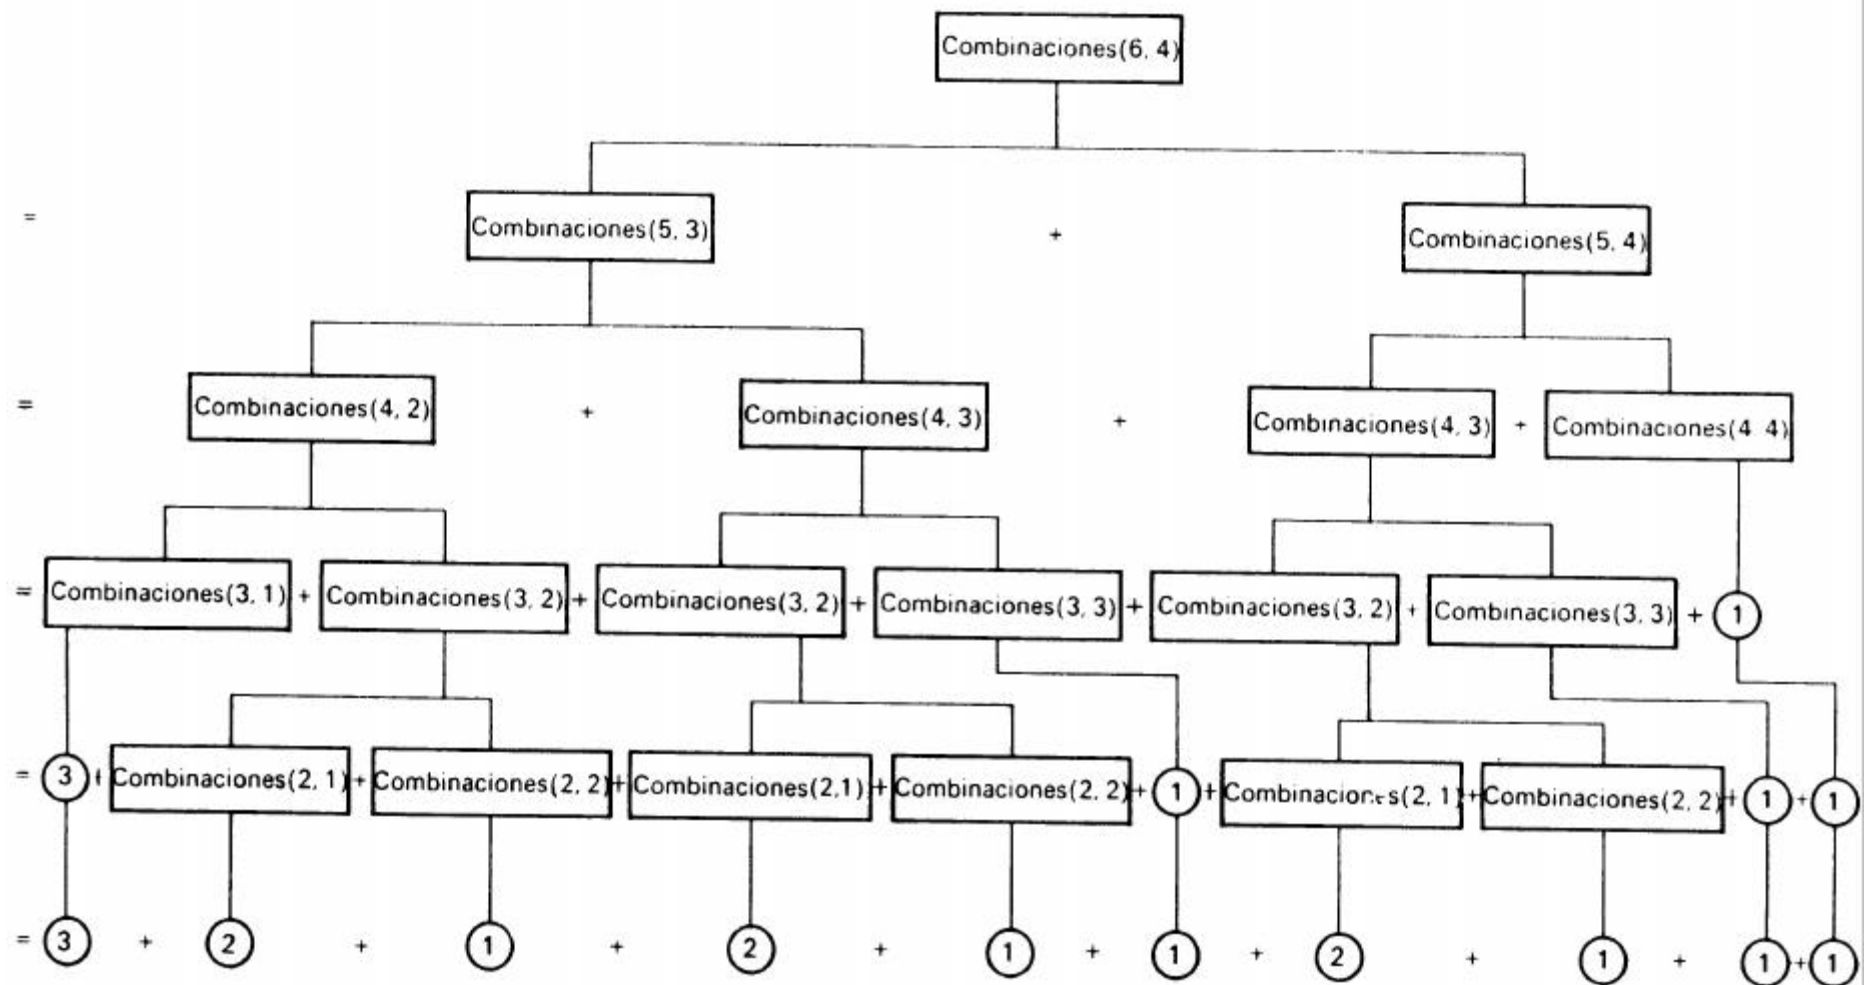 Combinaciones(6, 4)
= Combinaciones(5, 3) + Combinaciones(5, 4)
= Combinaciones(4, 2) + Combinaciones(4, 3) + Combinaciones(4, 3) + Combinaciones(4 4)
= Combinaciones(3, 1) + Combinaciones(3, 2) + Combinaciones(3, 2) + Combinaciones(3, 3) + Combinaciones(3, 2) + Combinaciones(3, 3) + 1
= 3 + Combinaciones(2, 1) + Combinaciones(2, 2) + Combinaciones(2,1) + Combinaciones(2, 2) + 1 + Combinaciones(2, 1) + Combinaciones(2, 2) + 1 + 1
= 3 + 2 + 1 + 2 + 1 + 1 + 2 + 1 + 1 + 1